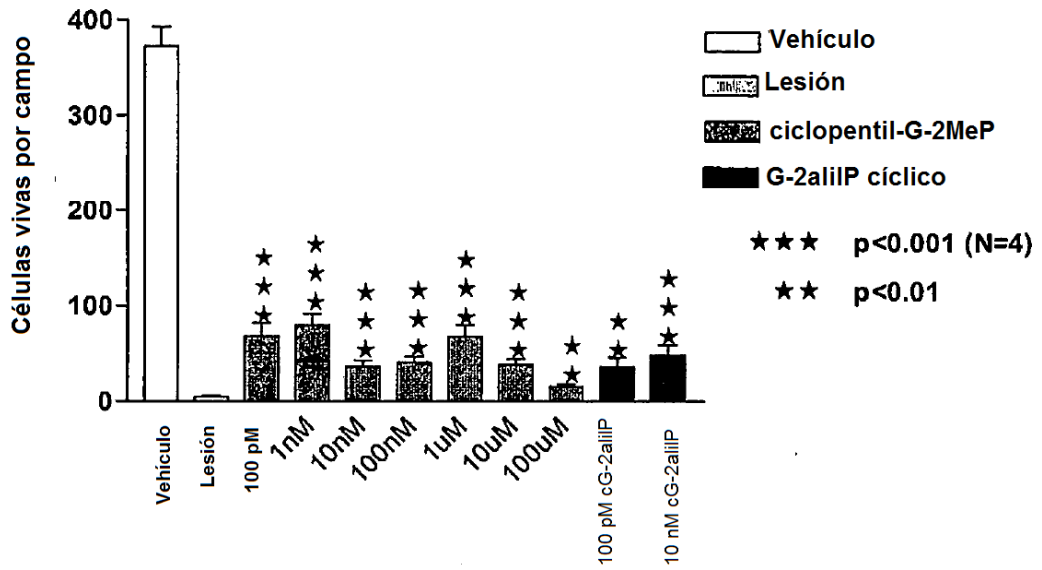 Células vivas por campo
400
300
200
100
0
Vehículo
Lesión
100 pM
1nM
10nM
100nM
1uM
10uM
100uM
100 pM cG-2alilP
10 nM cG-2alilP
Vehículo
Lesión
ciclopentil-G-2MeP
G-2alilP cíclico
★★★ p<0.001 (N=4)
★★ p<0.01